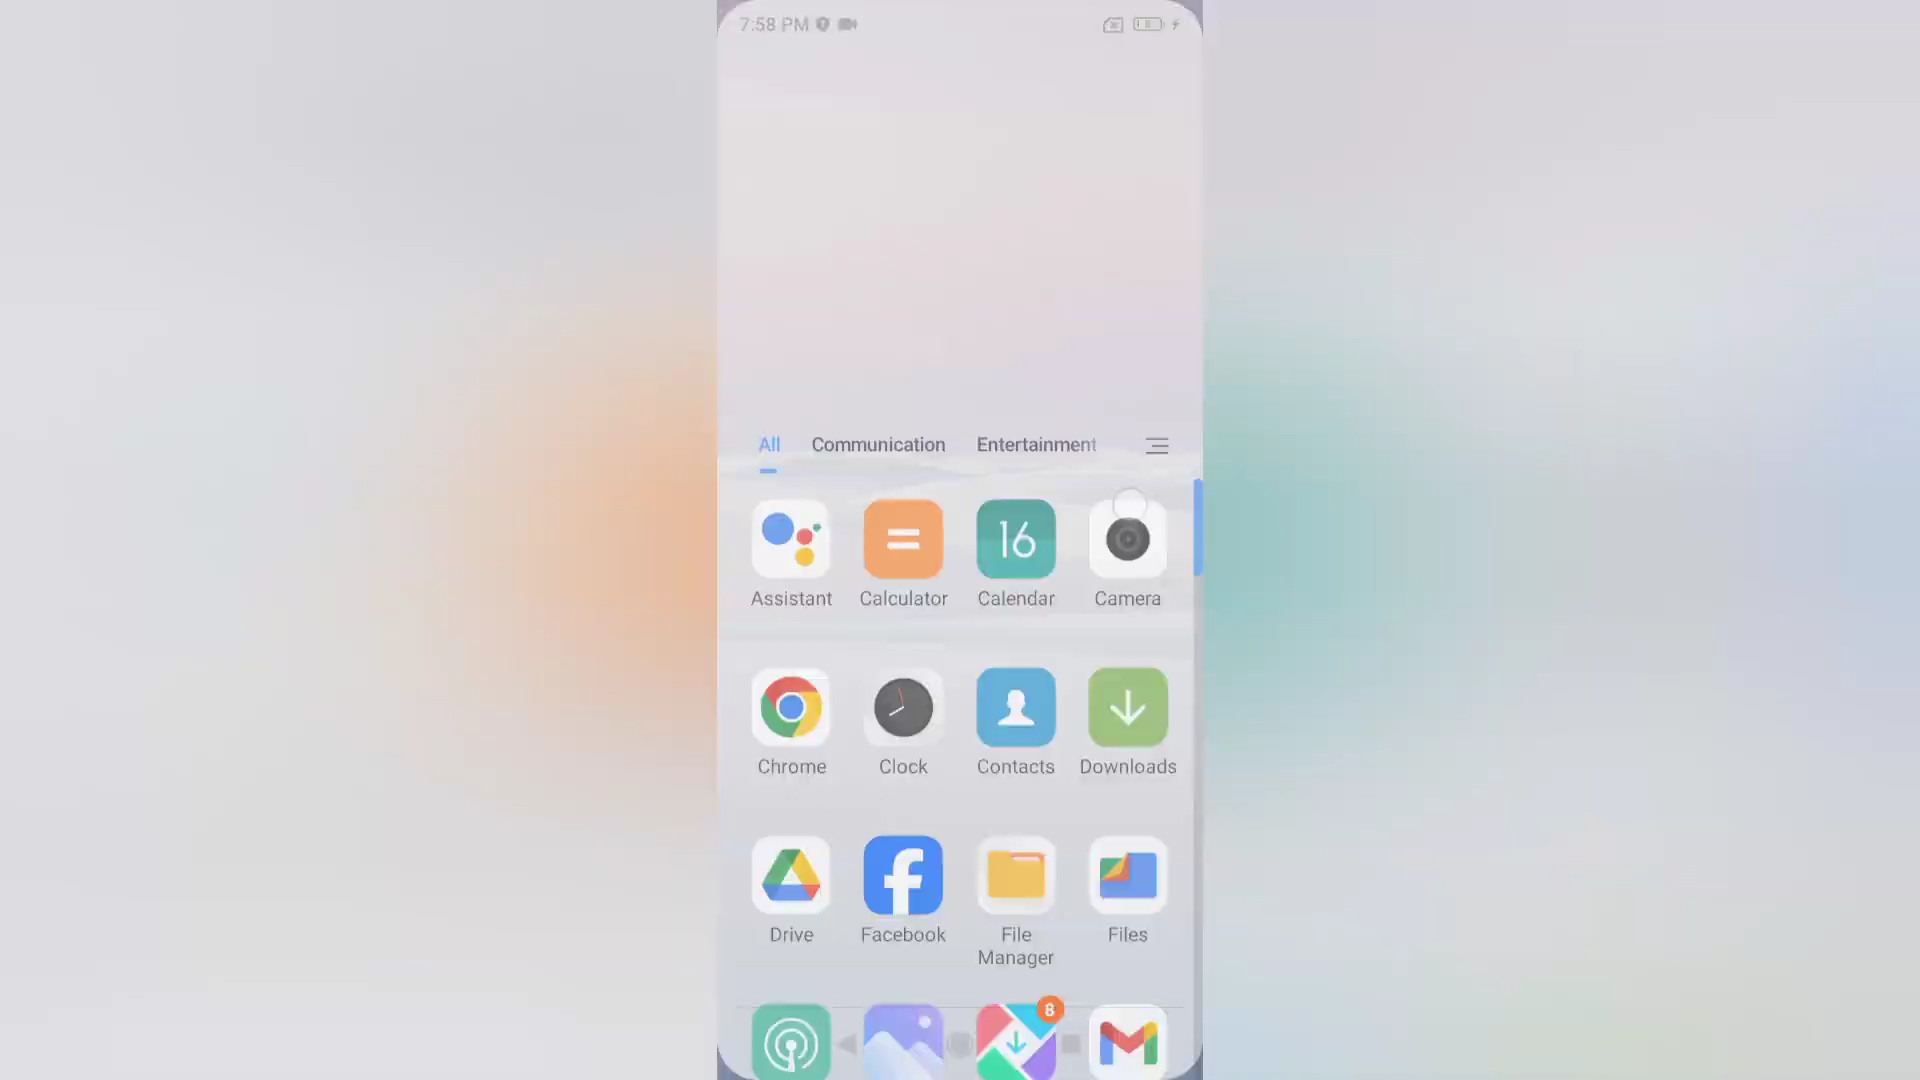 7:58 PM
All Communication Entertainment
16
Assistant Calculator Calendar Camera
Chrome Clock Contacts Downloads
Drive Facebook File Manager Files
8